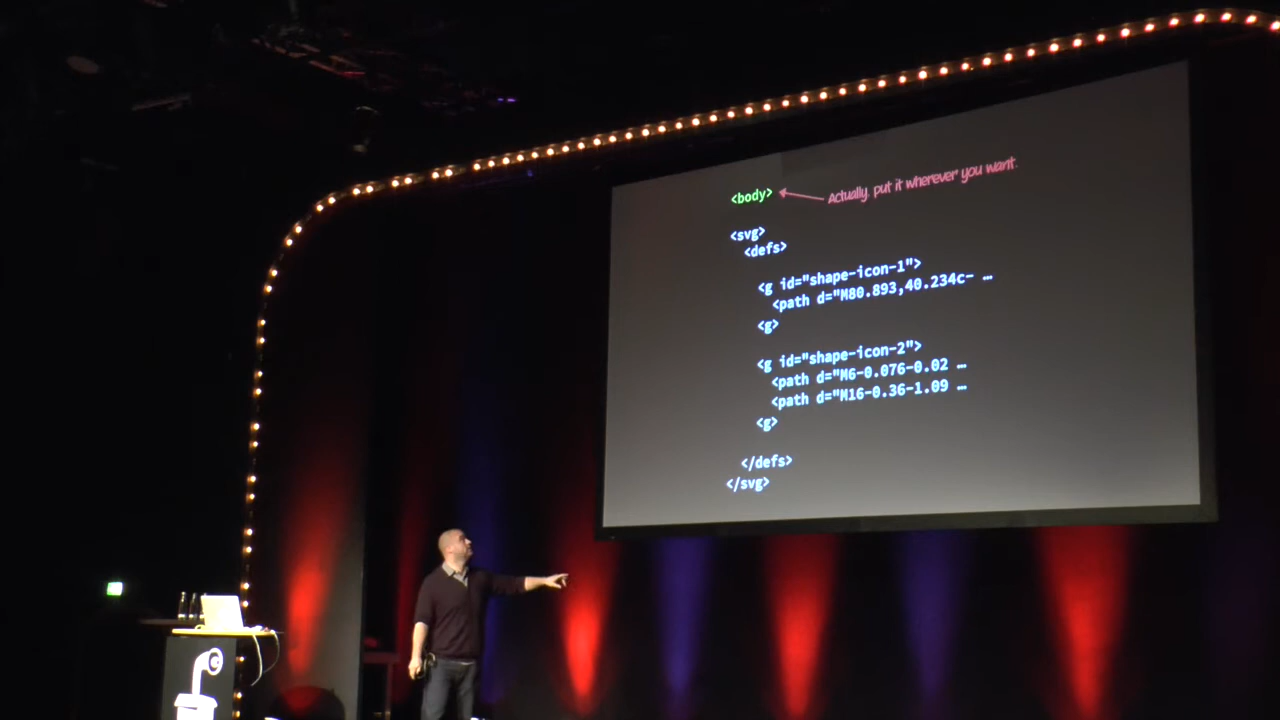 <body> Actually, put it wherever you want.
<svg>
<defs>
<g id="shape-icon-1">
<path d="M80.893,40.234c- …
<g>
<g id="shape-icon-2">
<path d="M6-0.076-0.02 …
<path d="M16-0.36-1.09 …
<g>
</defs>
</svg>